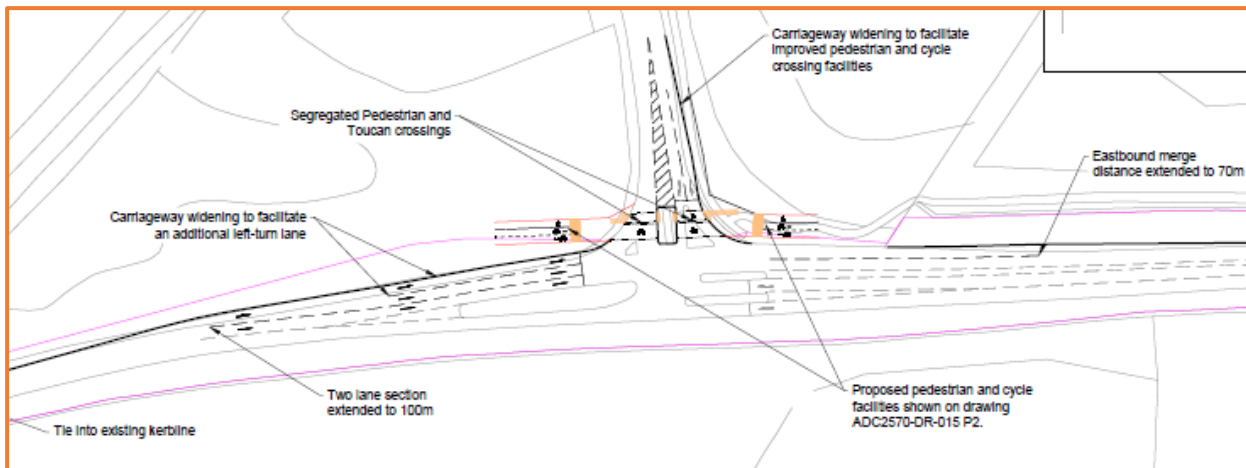 Carriageway widening to facilitate
improved pedestrian and cycle
crossing facilities
Segregated Pedestrian and
Toucan crossings
Eastbound merge
distance extended to 70m
Carriageway widening to facilitate
an additional left-turn lane
Two lane section
extended to 100m
Proposed pedestrian and cycle
facilities shown on drawing
ADC2570-DR-015 P2.
Tie into existing kerbline